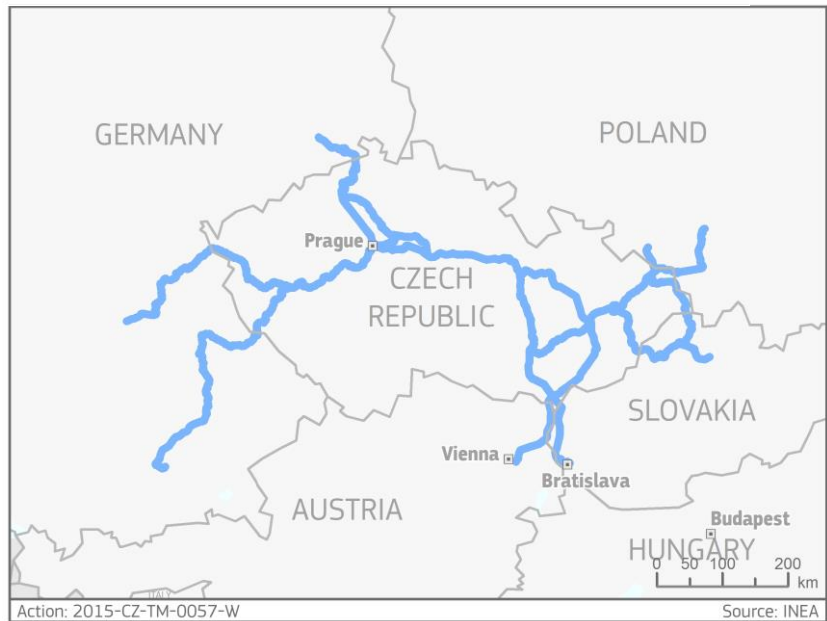 GERMANY
POLAND
Prague
CZECH
REPUBLIC
SLOVAKIA
Vienna
Bratislava
AUSTRIA
Budapest
HUNGARY
0 50 100 200
km
ITALY
Action: 2015-CZ-TM-0057-W
Source: INEA